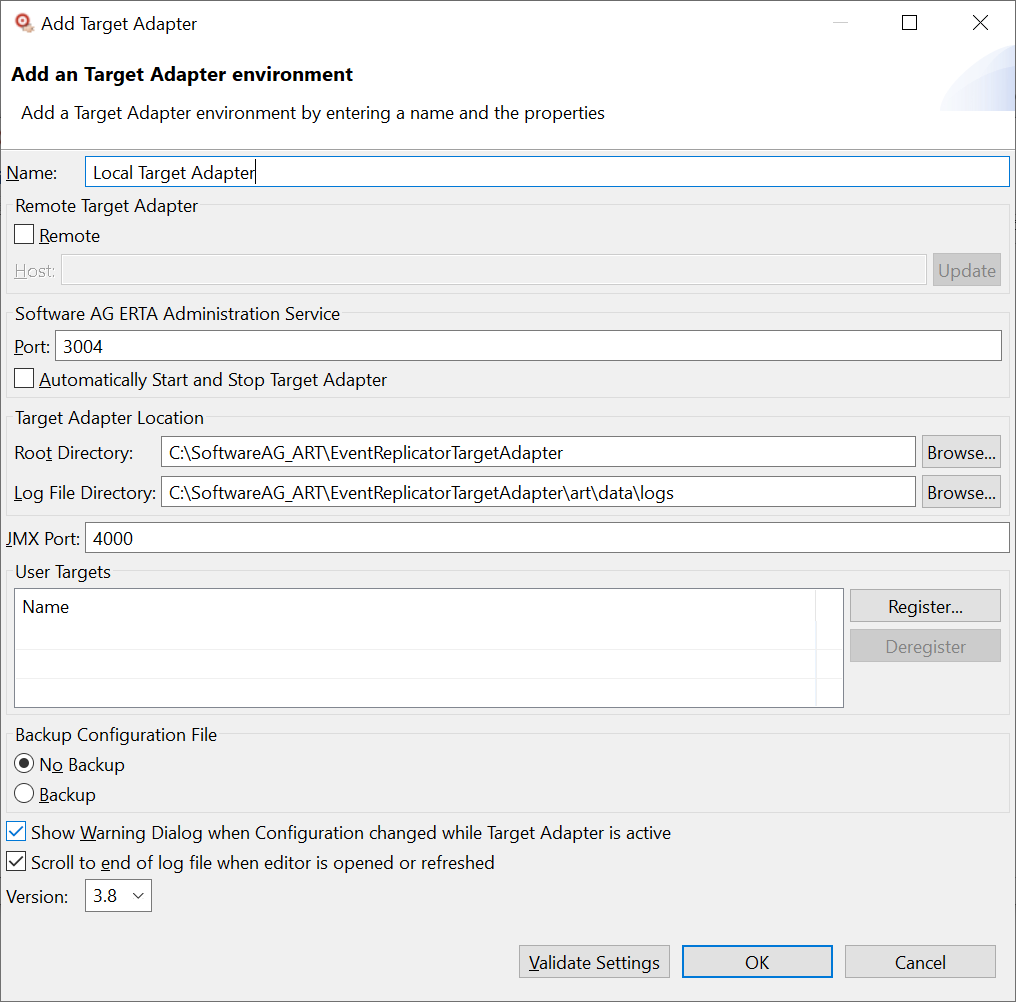 Add Target Adapter
Add an Target Adapter environment
Add a Target Adapter environment by entering a name and the properties
Name: Local Target Adapter
Remote Target Adapter
Remote
Host: Update
Software AG ERTA Administration Service
Port: 3004
Automatically Start and Stop Target Adapter
Target Adapter Location
Root Directory: C:\SoftwareAG_ART\EventReplicatorTargetAdapter Browse...
Log File Directory: C:\SoftwareAG_ART\EventReplicatorTargetAdapter\art\data\logs Browse...
JMX Port: 4000
User Targets
Name Register...
Deregister
Backup Configuration File
No Backup
Backup
Show Warning Dialog when Configuration changed while Target Adapter is active
Scroll to end of log file when editor is opened or refreshed
Version: 3.8
Validate Settings OK Cancel